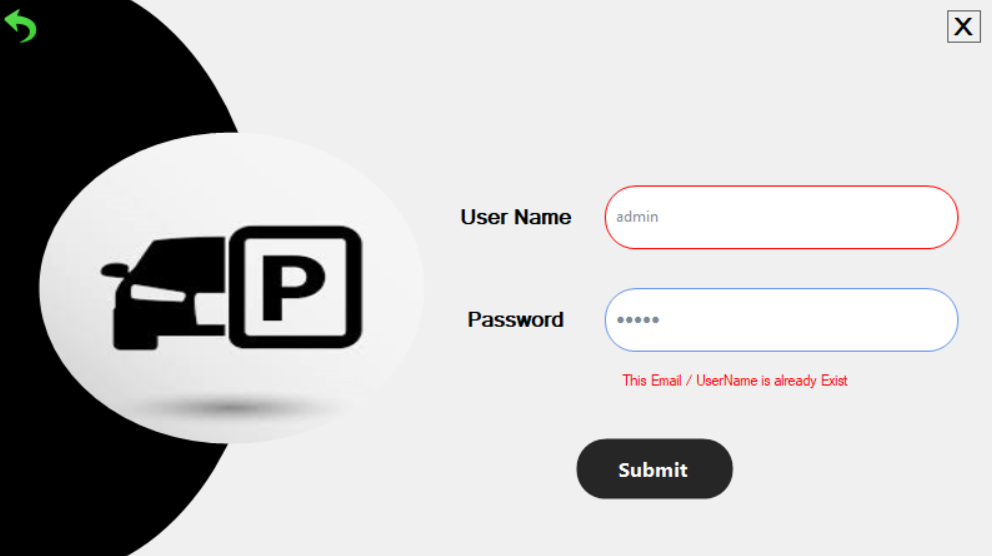 X
User Name
admin
P
Password
•••••
This Email / UserName is already Exist
Submit